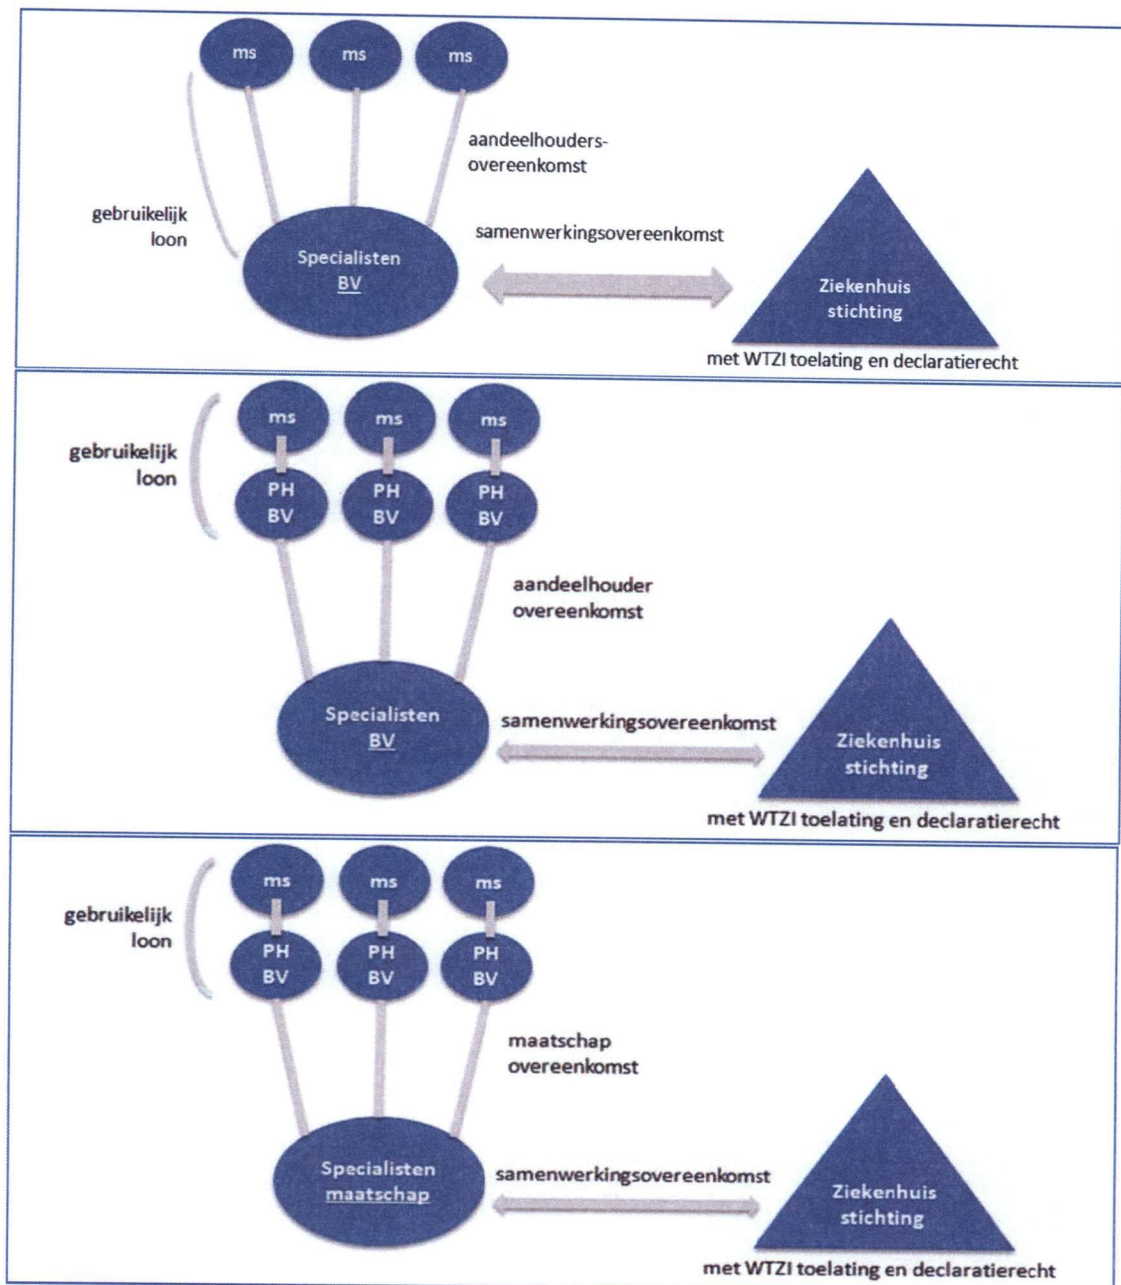 ms
ms
ms
aandeelhouders-
overeenkomst
gebruikelijk
loon
samenwerkingsovereenkomst
Specialisten
BV
Ziekenhuis
stichting
met WTZI toelating en declaratierecht
ms
ms
ms
gebruikelijk
loon
PH
BV
PH
BV
PH
BV
aandeelhouder
overeenkomst
Specialisten
BV
samenwerkingsovereenkomst
Ziekenhuis
stichting
met WTZI toelating en declaratierecht
ms
ms
ms
gebruikelijk
loon
PH
BV
PH
BV
PH
BV
maatschap
overeenkomst
Specialisten
maatschap
samenwerkingsovereenkomst
Ziekenhuis
stichting
met WTZI toelating en declaratierecht